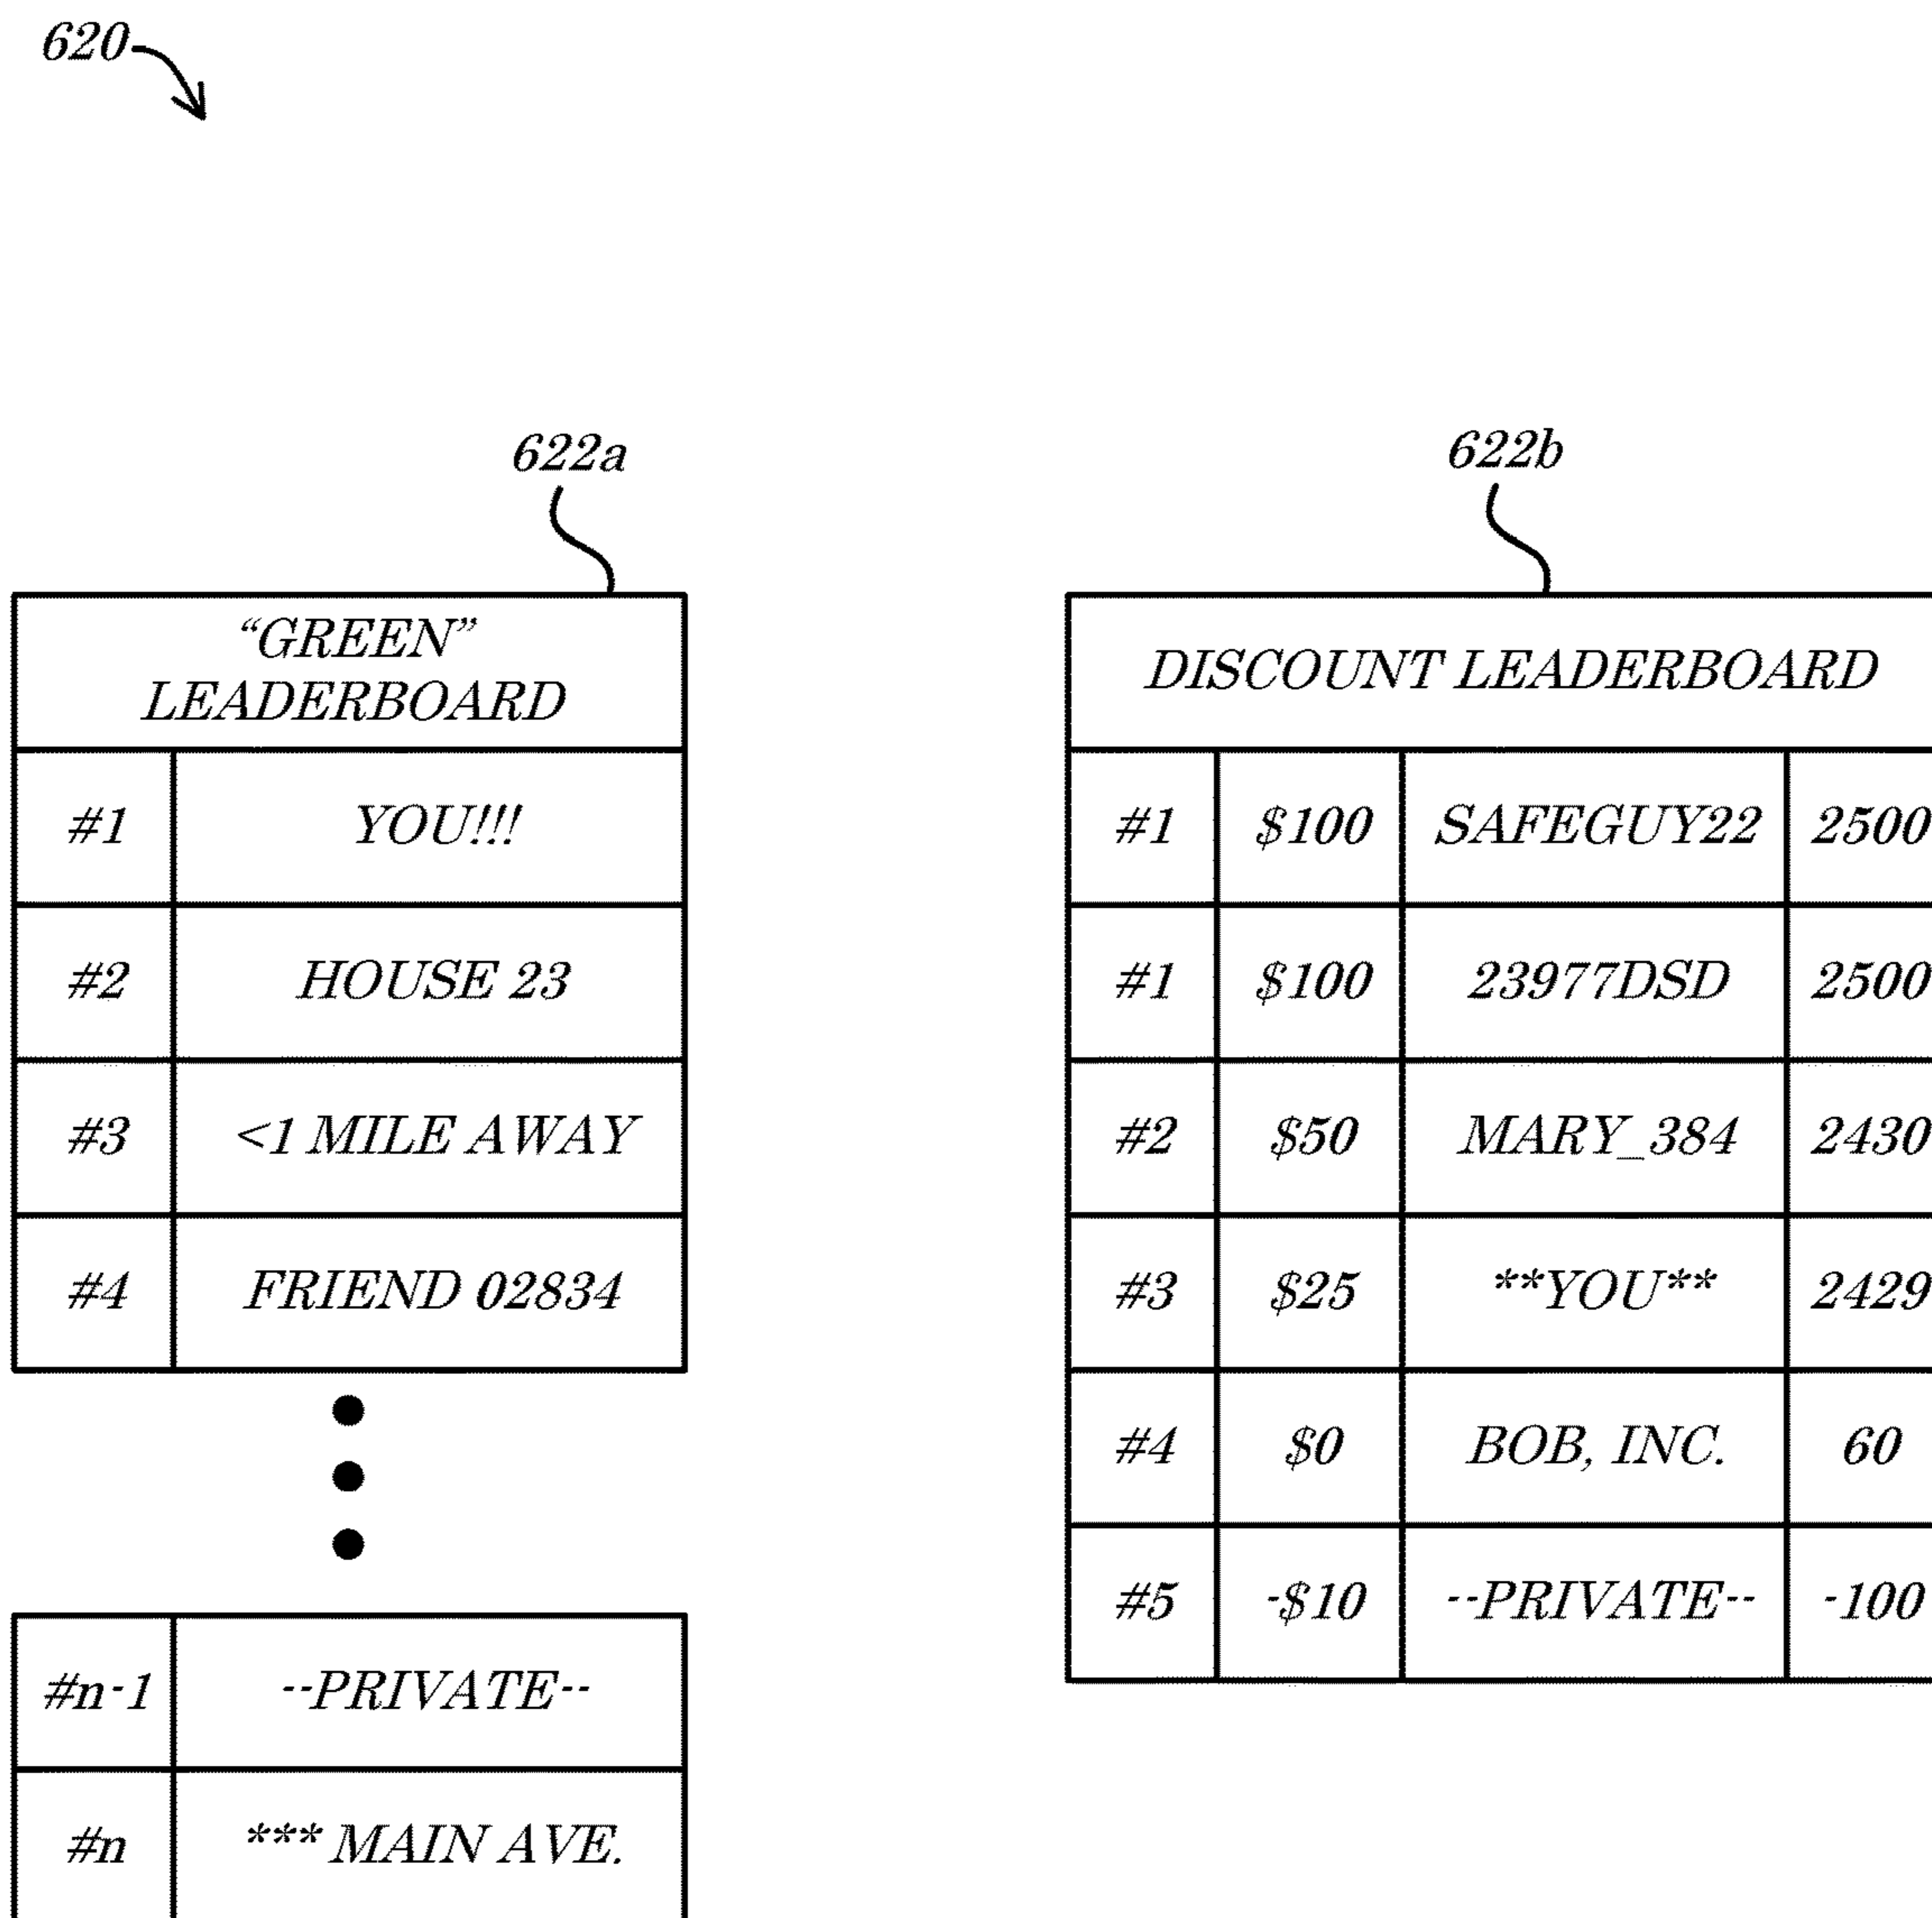 620
622a
“GREEN”
LEADERBOARD
#1 YOU!!!
#2 HOUSE 23
#3 <1 MILE AWAY
#4 FRIEND 02834
#n-1 --PRIVATE--
#n *** MAIN AVE.
622b
DISCOUNT LEADERBOARD
#1 $100 SAFEGUY22 2500
#1 $100 23977DSD 2500
#2 $50 MARY_384 2430
#3 $25 **YOU** 2429
#4 $0 BOB, INC. 60
#5 -$10 --PRIVATE-- -100